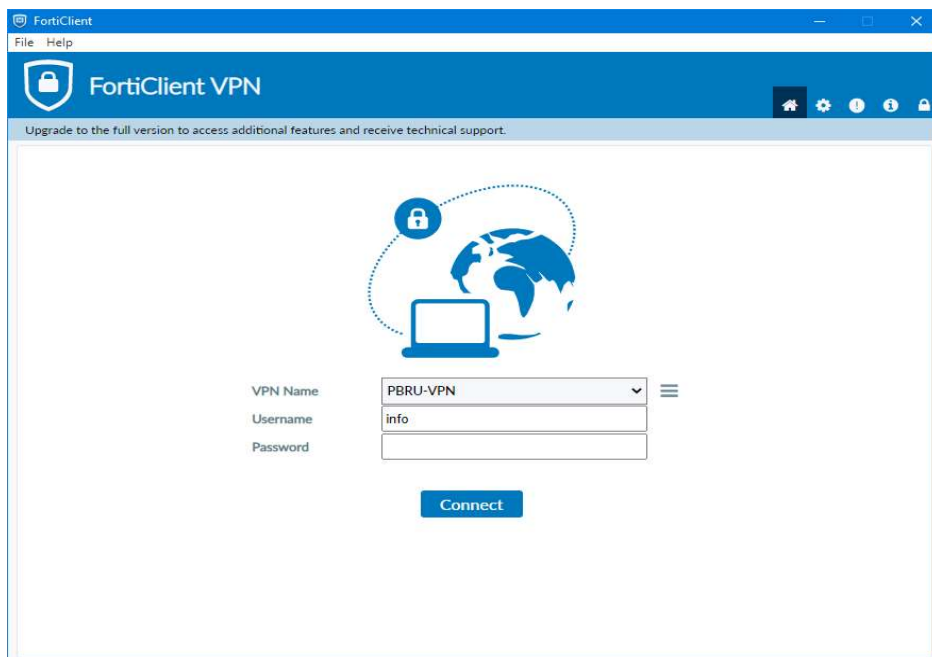 FortiClient
File Help
FortiClient VPN
Upgrade to the full version to access additional features and receive technical support.
VPN Name PBRU-VPN
Username info
Password
Connect